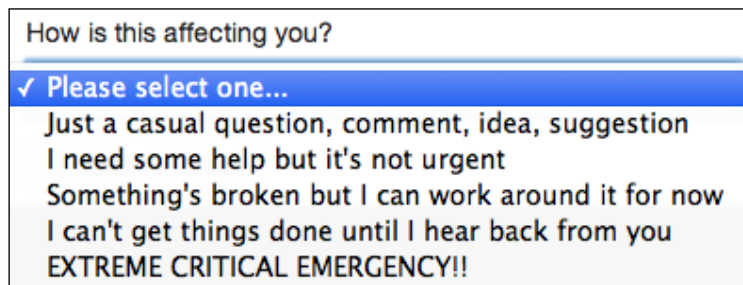 How is this affecting you?
✓ Please select one...
Just a casual question, comment, idea, suggestion
I need some help but it's not urgent
Something's broken but I can work around it for now
I can't get things done until I hear back from you
EXTREME CRITICAL EMERGENCY!!